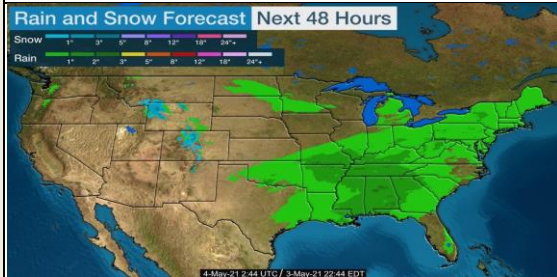 Rain and Snow Forecast Next 48 Hours
Snow
1" 3" 5" 8" 12" 18" 24"+
Rain
1" 2" 3" 5" 8" 12" 18" 24"+
4-May-21 2:44 UTC / 3-May-21 22:44 EDT